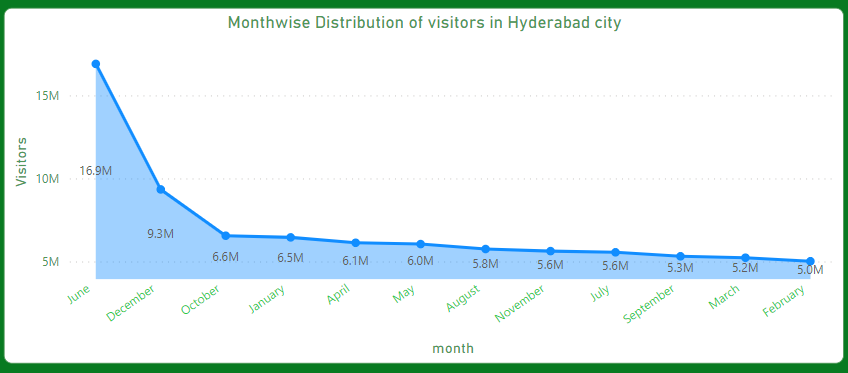 Monthwise Distribution of visitors in Hyderabad city
Visitors
15M
10M
5M
16.9M
9.3M
6.6M
6.5M
6.1M
6.0M
5.8M
5.6M
5.6M
5.3M
5.2M
5.0M
June
December
October
January
April
May
August
November
July
September
March
February
month